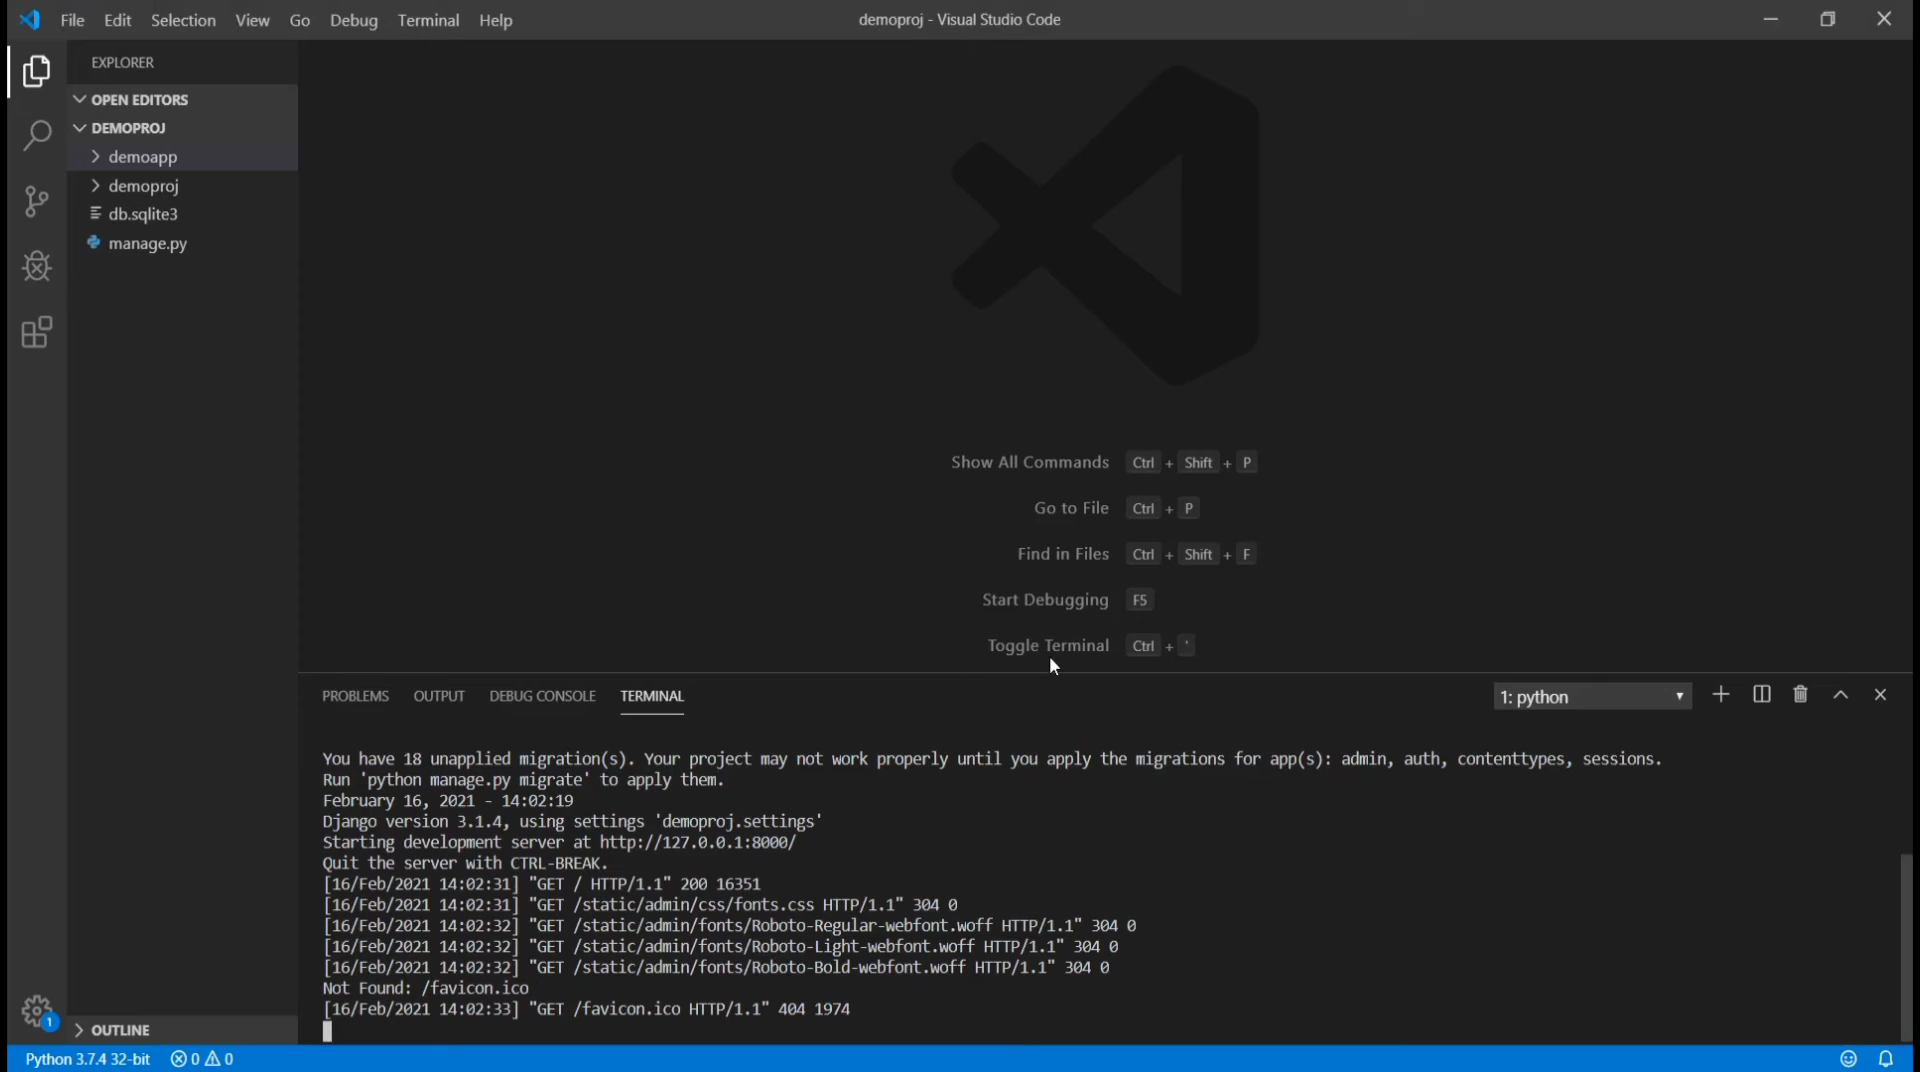 File Edit Selection View Go Debug Terminal Help
demoproj - Visual Studio Code
EXPLORER
OPEN EDITORS
DEMOPROJ
demoapp
demoproj
db.sqlite3
manage.py
Show All Commands Ctrl + Shift + P
Go to File Ctrl + P
Find in Files Ctrl + Shift + F
Start Debugging F5
Toggle Terminal Ctrl + '
PROBLEMS OUTPUT DEBUG CONSOLE TERMINAL
1: python
You have 18 unapplied migration(s). Your project may not work properly until you apply the migrations for app(s): admin, auth, contenttypes, sessions.
Run 'python manage.py migrate' to apply them.
February 16, 2021 - 14:02:19
Django version 3.1.4, using settings 'demoproj.settings'
Starting development server at http://127.0.0.1:8000/
Quit the server with CTRL-BREAK.
[16/Feb/2021 14:02:31] "GET / HTTP/1.1" 200 16351
[16/Feb/2021 14:02:31] "GET /static/admin/css/fonts.css HTTP/1.1" 304 0
[16/Feb/2021 14:02:32] "GET /static/admin/fonts/Roboto-Regular-webfont.woff HTTP/1.1" 304 0
[16/Feb/2021 14:02:32] "GET /static/admin/fonts/Roboto-Light-webfont.woff HTTP/1.1" 304 0
[16/Feb/2021 14:02:32] "GET /static/admin/fonts/Roboto-Bold-webfont.woff HTTP/1.1" 304 0
Not Found: /favicon.ico
[16/Feb/2021 14:02:33] "GET /favicon.ico HTTP/1.1" 404 1974
1
OUTLINE
Python 3.7.4 32-bit 0 0